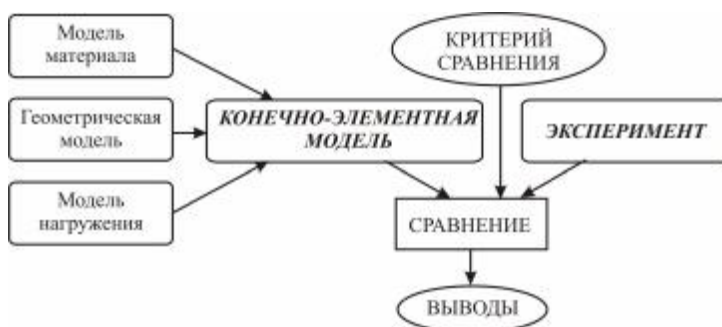 Модель
материала
Геометрическая
модель
Модель
нагружения
КОНЕЧНО-ЭЛЕМЕНТНАЯ
МОДЕЛЬ
КРИТЕРИЙ
СРАВНЕНИЯ
ЭКСПЕРИМЕНТ
СРАВНЕНИЕ
ВЫВОДЫ